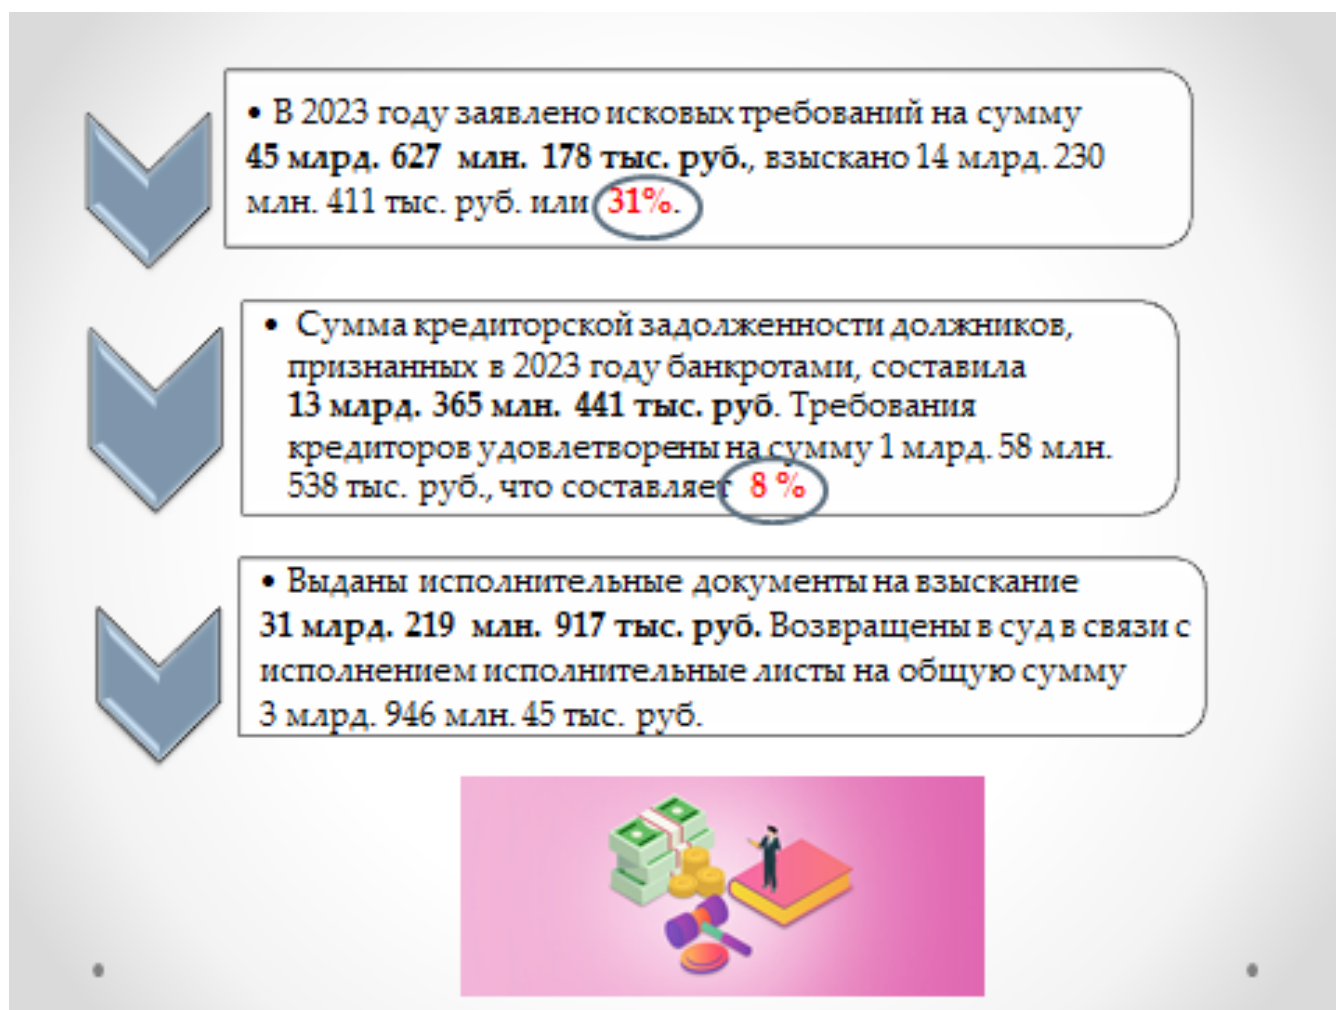 • В 2023 году заявлено исковых требований на сумму
45 млрд. 627 млн. 178 тыс. руб., взыскано 14 млрд. 230
млн. 411 тыс. руб. или 31%.
• Сумма кредиторской задолженности должников,
признанных в 2023 году банкротами, составила
13 млрд. 365 млн. 441 тыс. руб. Требования
кредиторов удовлетворены на сумму 1 млрд. 58 млн.
538 тыс. руб., что составляет 8 %
• Выданы исполнительные документы на взыскание
31 млрд. 219 млн. 917 тыс. руб. Возвращены в суд в связи с
исполнением исполнительные листы на общую сумму
3 млрд. 946 млн. 45 тыс. руб.